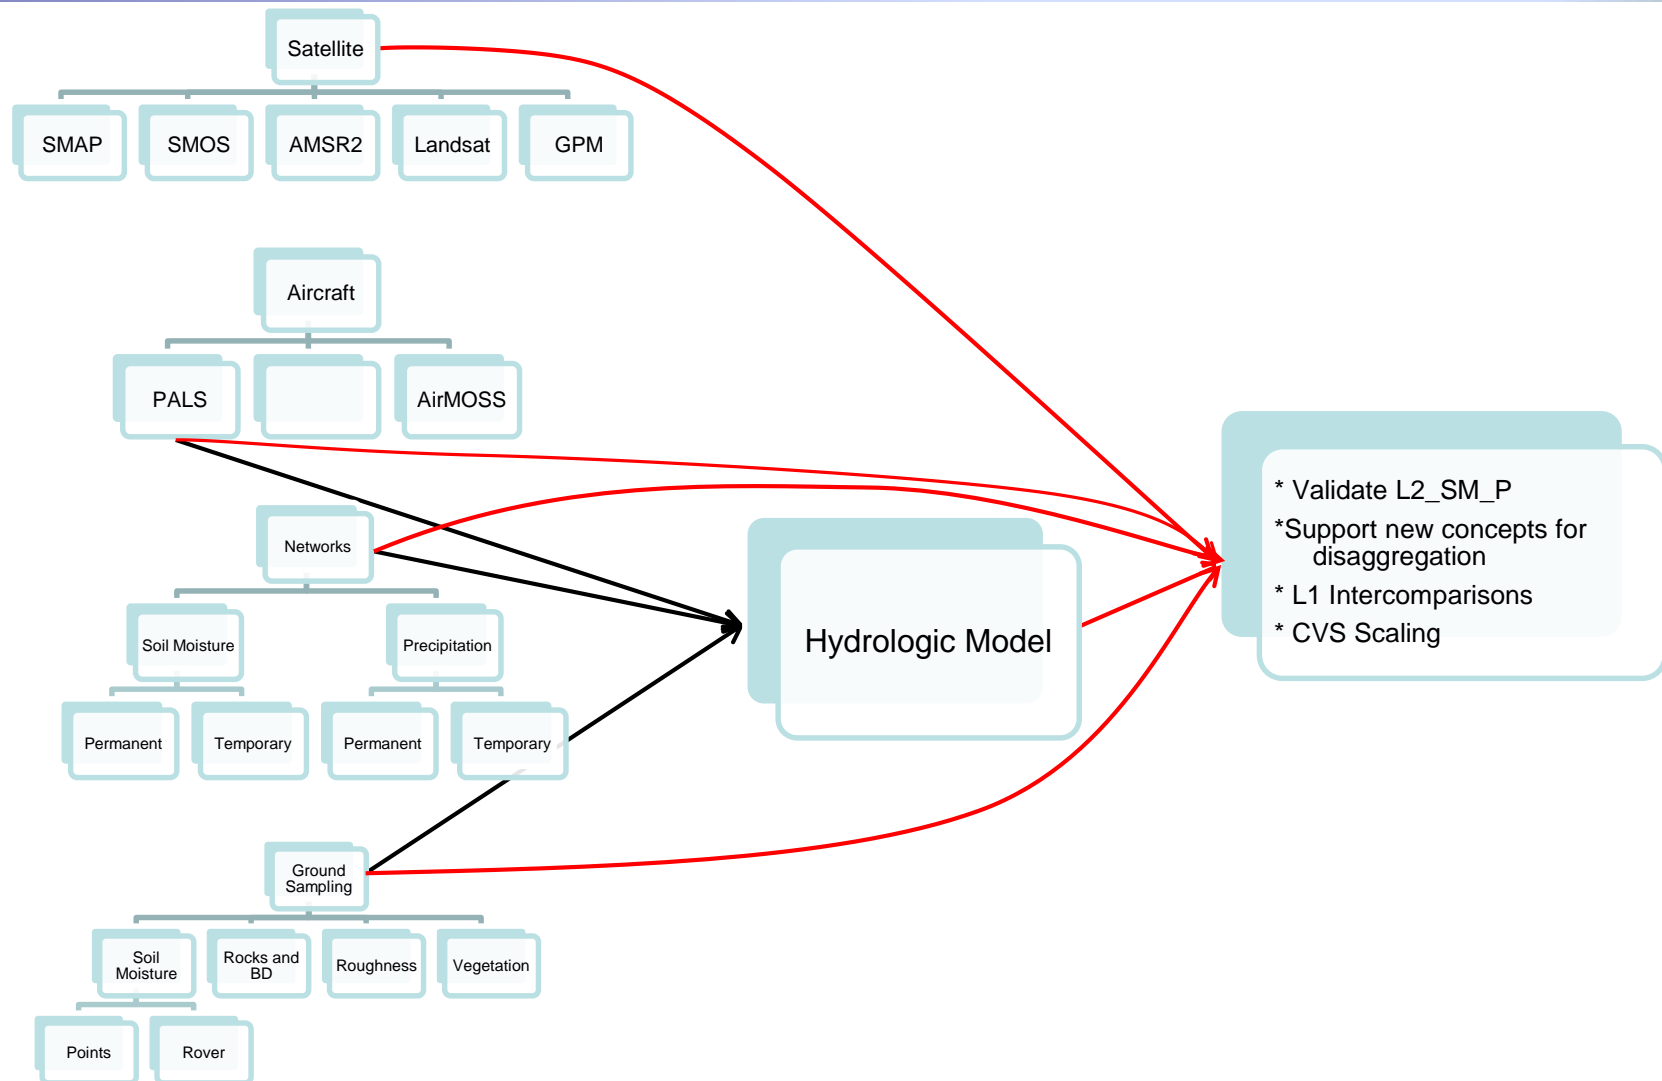 Satellite
SMAP
SMOS
AMSR2
Landsat
GPM
Aircraft
PALS
AirMOSS
Networks
Soil Moisture
Precipitation
Permanent
Temporary
Permanent
Temporary
Ground
Sampling
Soil
Moisture
Rocks and
BD
Roughness
Vegetation
Points
Rover
Hydrologic Model
* Validate L2_SM_P
*Support new concepts for
disaggregation
* L1 Intercomparisons
* CVS Scaling